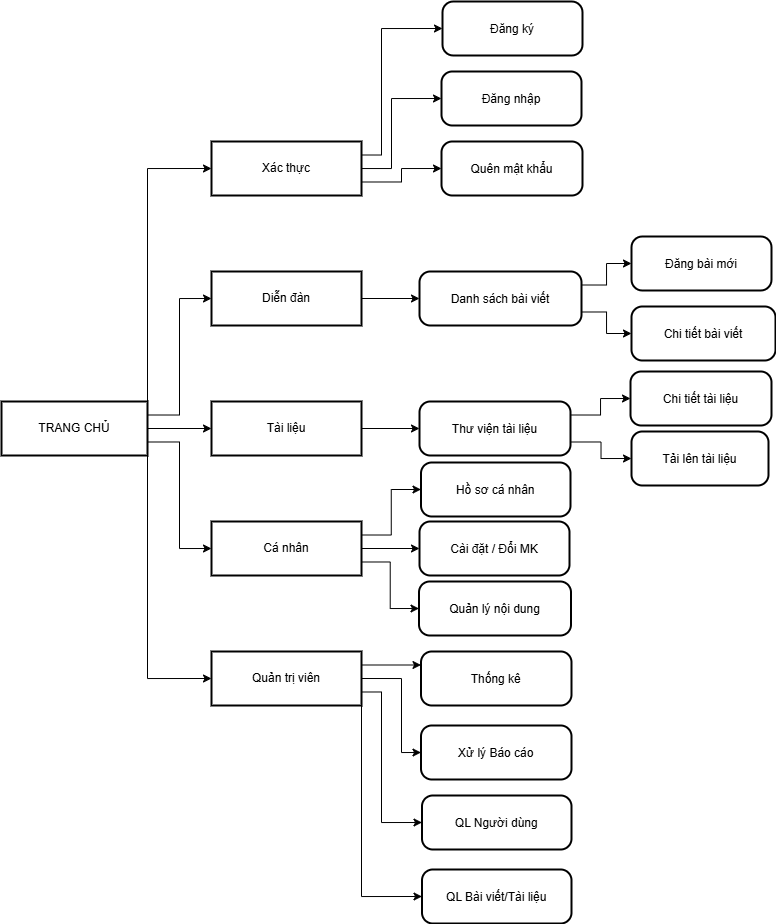 Đăng ký
Đăng nhập
Xác thực
Quên mật khẩu
Đăng bài mới
Diễn đàn
Danh sách bài viết
Chi tiết bài viết
Chi tiết tài liệu
TRANG CHỦ
Tài liệu
Thư viện tài liệu
Tải lên tài liệu
Hồ sơ cá nhân
Cá nhân
Cài đặt / Đổi MK
Quản lý nội dung
Quản trị viên
Thống kê
Xử lý Báo cáo
QL Người dùng
QL Bài viết/Tài liệu